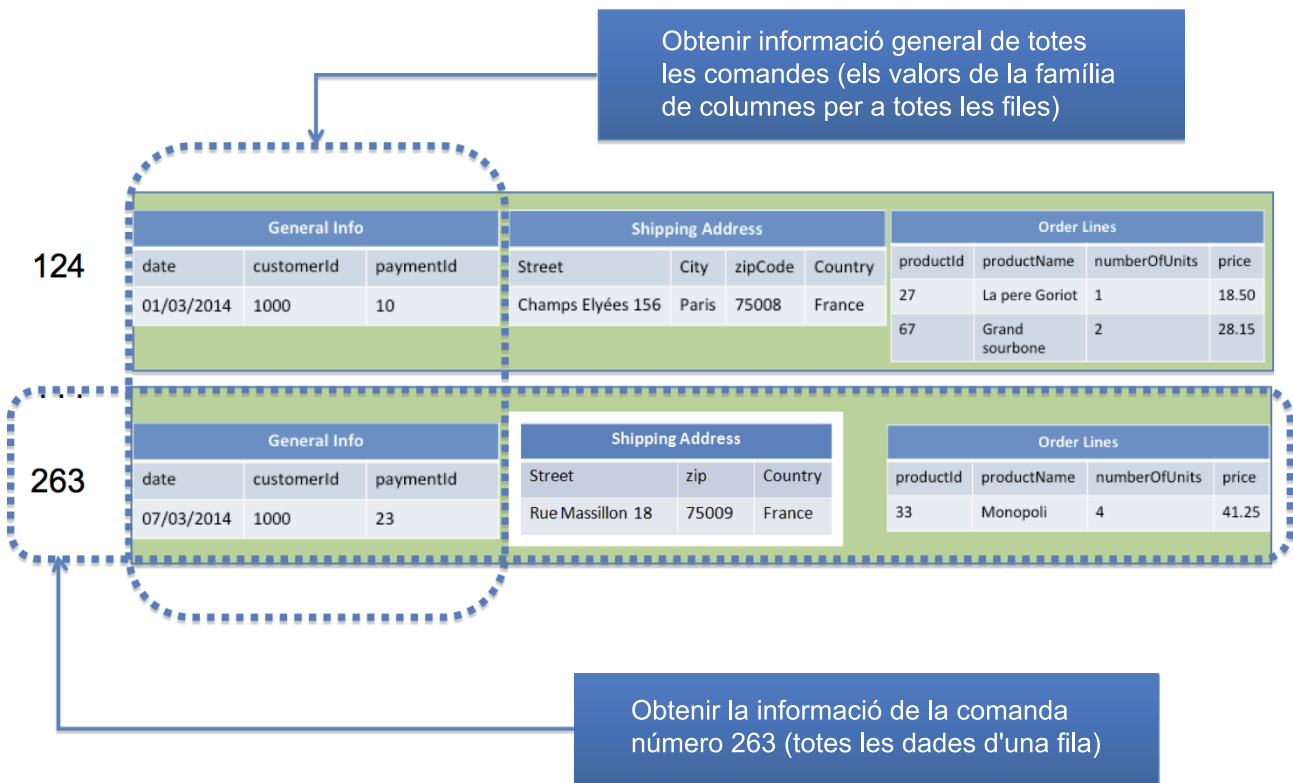 Obtenir informació general de totes
les comandes (els valors de la família
de columnes per a totes les files)
124
General Info
date customerId paymentId
01/03/2014 1000 10
Shipping Address
Street City zipCode Country
Champs Elyées 156 Paris 75008 France
Order Lines
productId productName numberOfUnits price
27 La pere Goriot 1 18.50
67 Grand sourbone 2 28.15
...
263
General Info
date customerId paymentId
07/03/2014 1000 23
Shipping Address
Street zip Country
Rue Massillon 18 75009 France
Order Lines
productId productName numberOfUnits price
33 Monopoli 4 41.25
Obtenir la informació de la comanda
número 263 (totes les dades d'una fila)